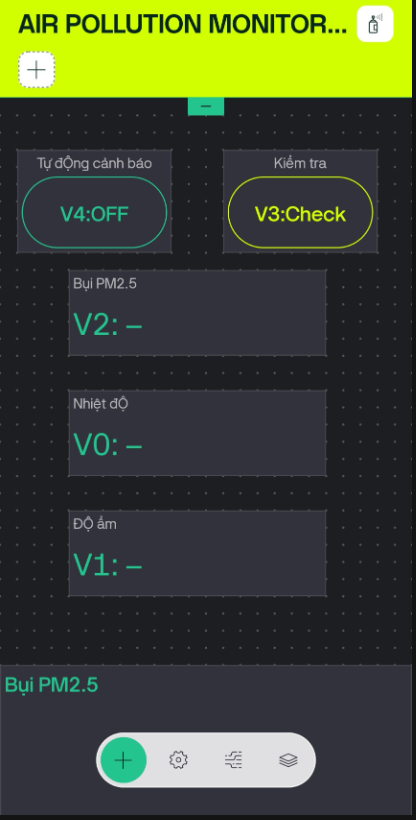 AIR POLLUTION MONITOR...
Tự động cảnh báo
Kiểm tra
V4:OFF
V3:Check
Bụi PM2.5
V2: –
Nhiệt độ
V0: –
Độ ẩm
V1: –
Bụi PM2.5